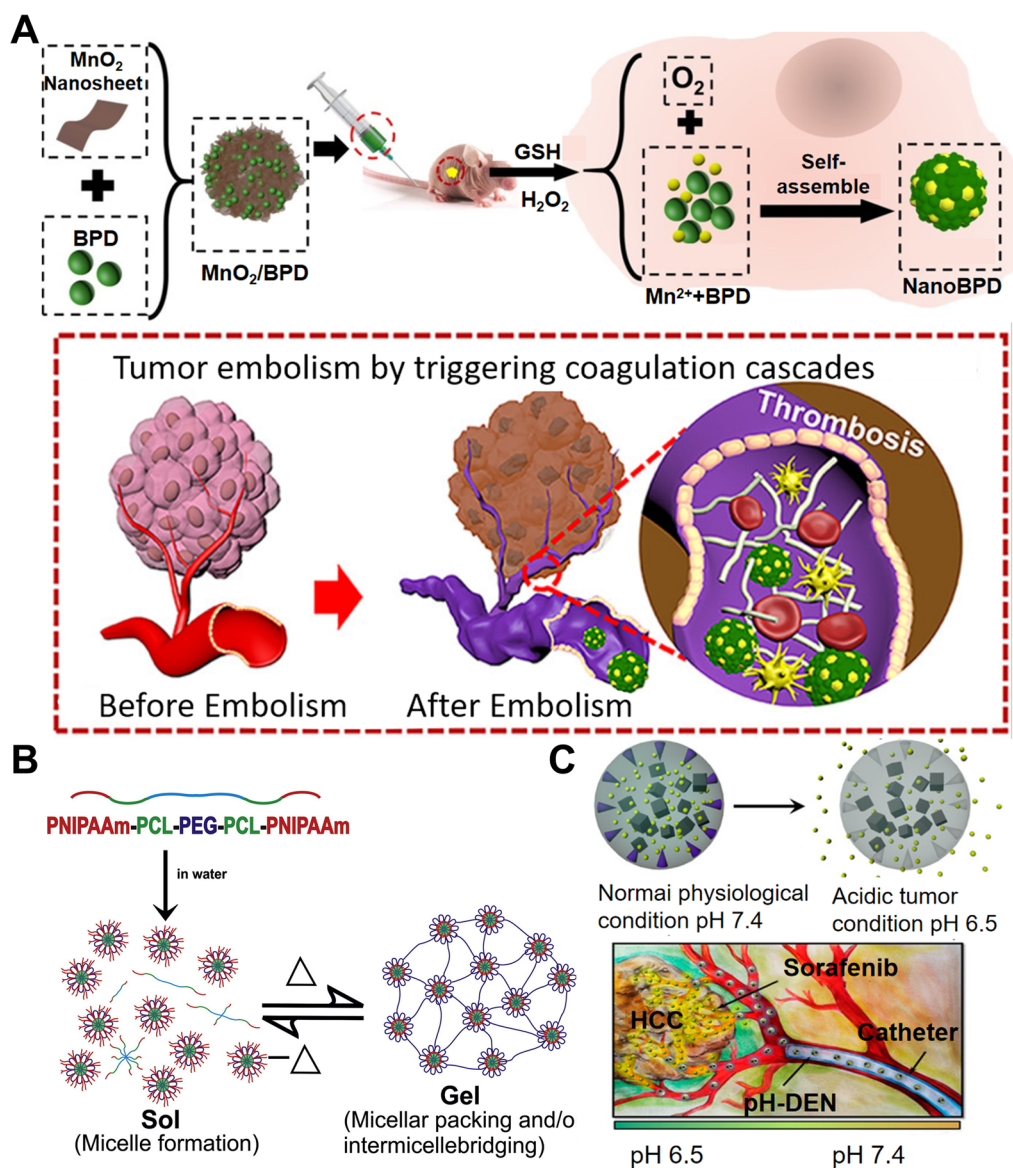 A
MnO₂
Nanosheet
BPD
MnO₂/BPD
GSH
H₂O₂
O₂
Mn²⁺+BPD
Self-
assemble
NanoBPD
Tumor embolism by triggering coagulation cascades
Before Embolism
After Embolism
Thrombosis
B
PNIPAAm-PCL-PEG-PCL-PNIPAAm
in water
Sol
(Micelle formation)
Gel
(Micellar packing and/o
intermicellebridging)
C
Normai physiological
condition pH 7.4
Acidic tumor
condition pH 6.5
Sorafenib
HCC
Catheter
pH-DEN
pH 6.5
pH 7.4